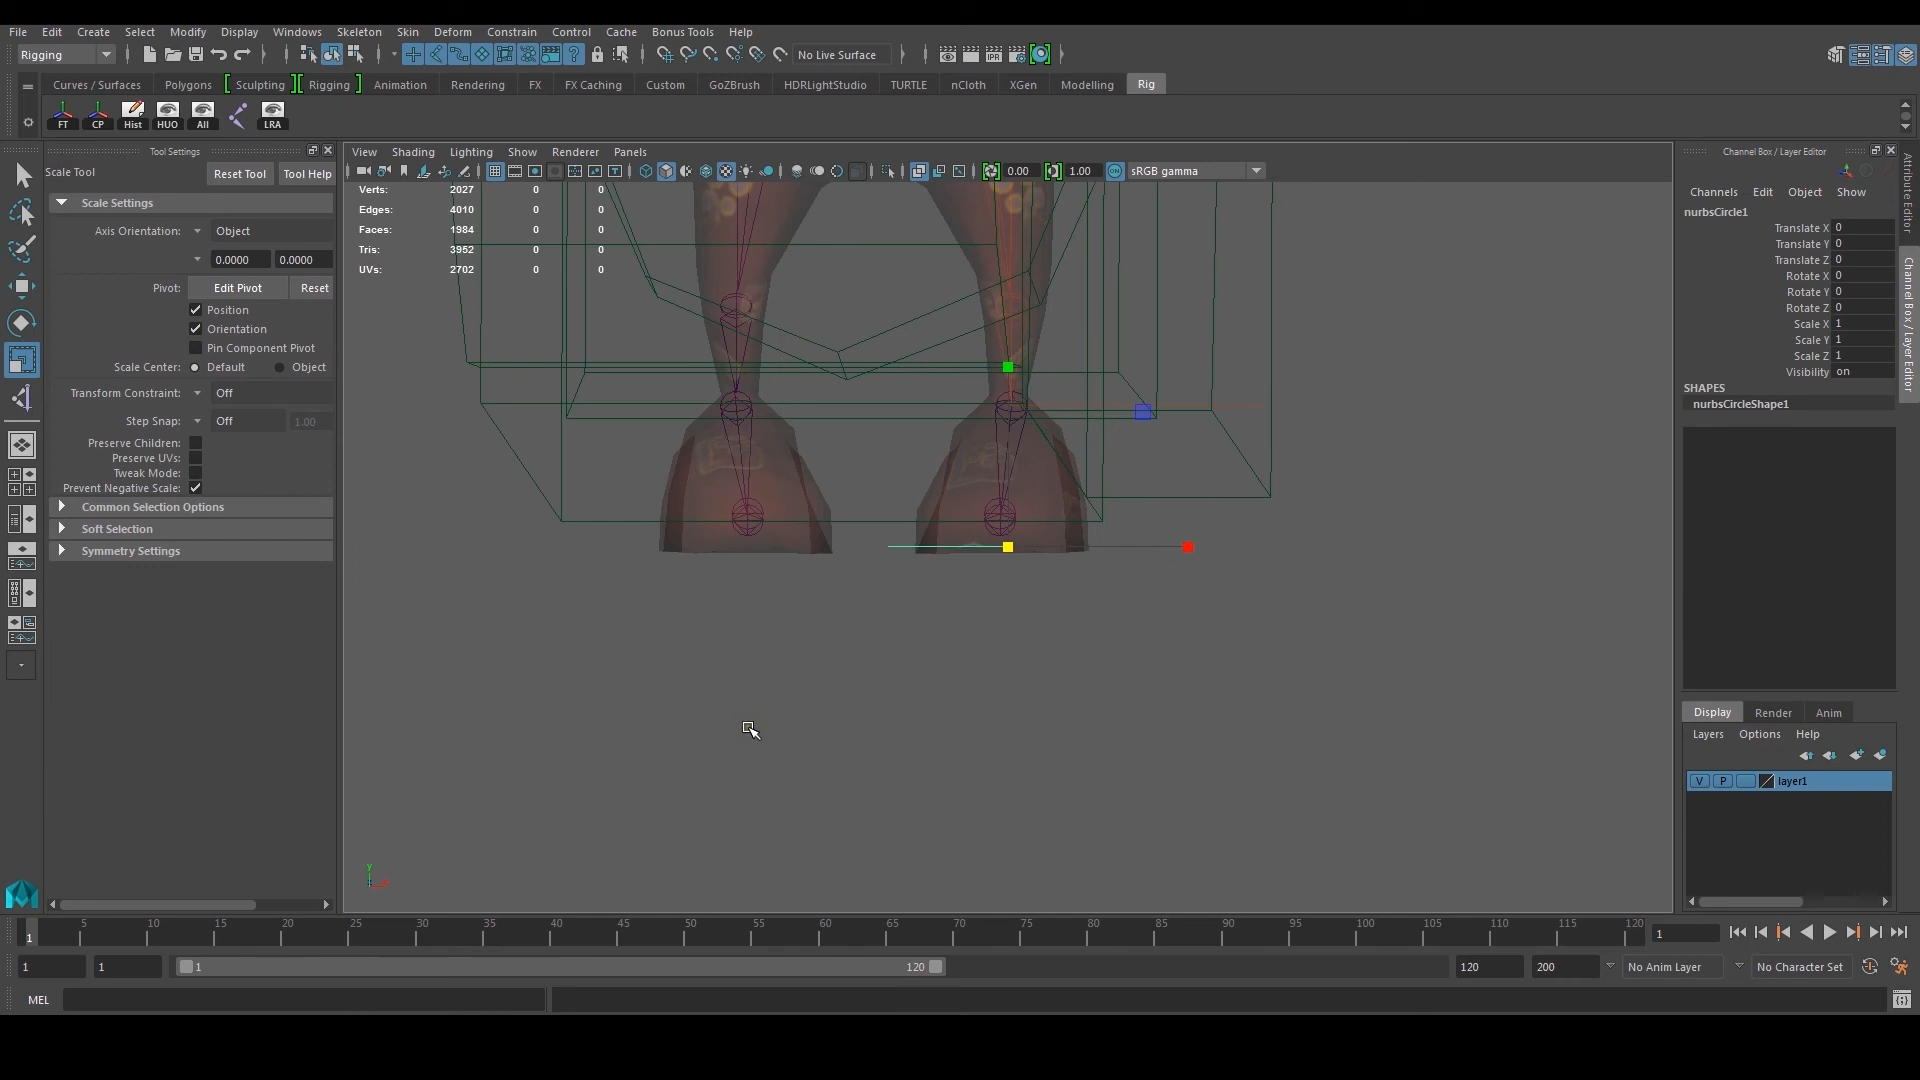 File Edit Create Select Modify Display Windows Skeleton Skin Deform Constrain Control Cache Bonus Tools Help
Rigging No Live Surface
Curves / Surfaces Polygons Sculpting Rigging Animation Rendering FX FX Caching Custom GoZBrush HDRLightStudio TURTLE nCloth XGen Modelling Rig
FT CP Hist HUO All LRA
Tool Settings
Scale Tool Reset Tool Tool Help
Scale Settings
Axis Orientation: Object
0.0000 0.0000
Pivot: Edit Pivot Reset
Position
Orientation
Pin Component Pivot
Scale Center: Default Object
Transform Constraint: Off
Step Snap: Off 1.00
Preserve Children:
Preserve UVs:
Tweak Mode:
Prevent Negative Scale:
Common Selection Options
Soft Selection
Symmetry Settings
View Shading Lighting Show Renderer Panels
IPR
0.00 1.00 ON sRGB gamma
Verts: 2027 0 0
Edges: 4010 0 0
Faces: 1984 0 0
Tris: 3952 0 0
UVs: 2702 0 0
y
Channel Box / Layer Editor
Channels Edit Object Show
nurbsCircle1
Translate X 0
Translate Y 0
Translate Z 0
Rotate X 0
Rotate Y 0
Rotate Z 0
Scale X 1
Scale Y 1
Scale Z 1
Visibility on
SHAPES
nurbsCircleShape1
Attribute Editor
Channel Box / Layer Editor
Display Render Anim
Layers Options Help
V P layer1
1 5 10 15 20 25 30 35 40 45 50 55 60 65 70 75 80 85 90 95 100 105 110 115 120 1
1 1 1 120 120 200 No Anim Layer No Character Set
MEL